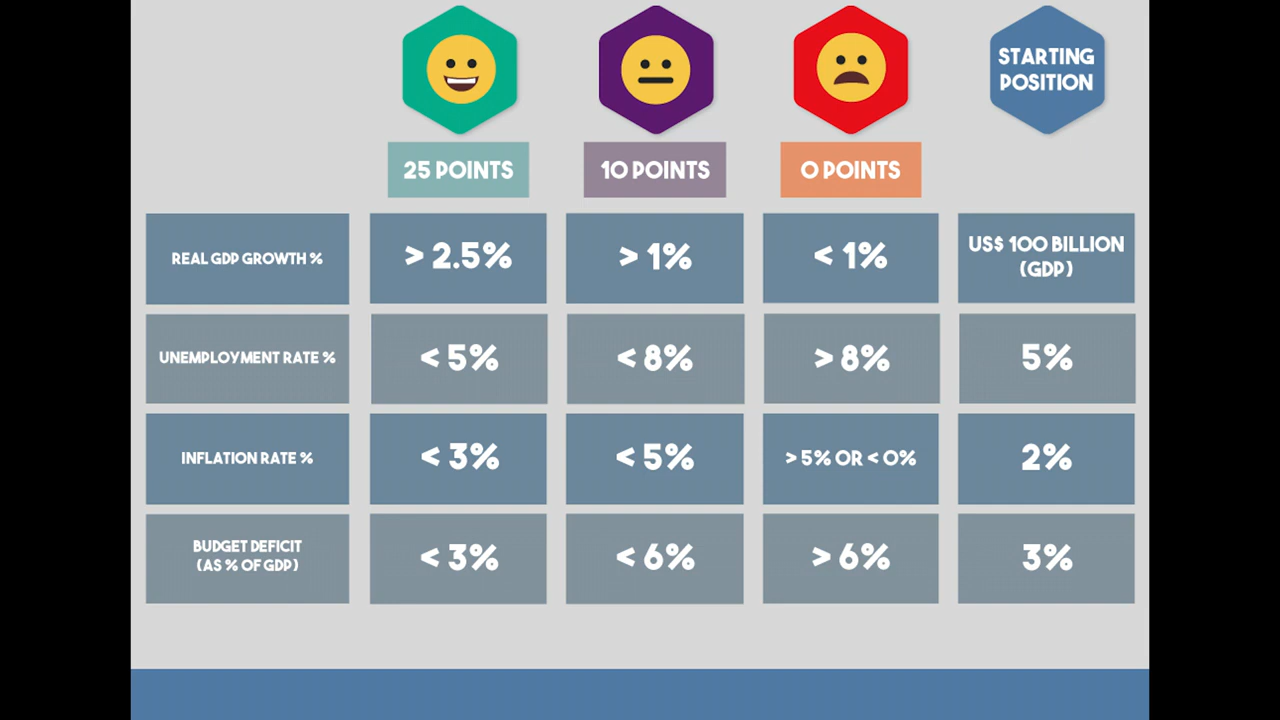 STARTING
POSITION
25 POINTS
10 POINTS
0 POINTS
REAL GDP GROWTH %
> 2.5%
> 1%
< 1%
US$ 100 BILLION
(GDP)
UNEMPLOYMENT RATE %
< 5%
< 8%
> 8%
5%
INFLATION RATE %
< 3%
< 5%
> 5% OR < 0%
2%
BUDGET DEFICIT
(AS % OF GDP)
< 3%
< 6%
> 6%
3%